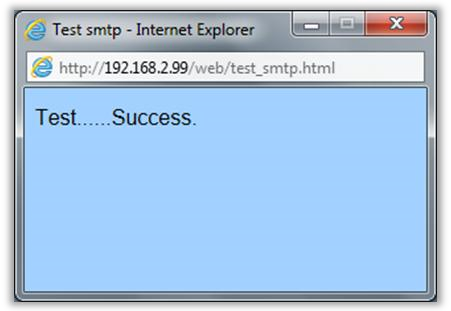 Test smtp - Internet Explorer
http://192.168.2.99/web/test_smtp.html
Test......Success.